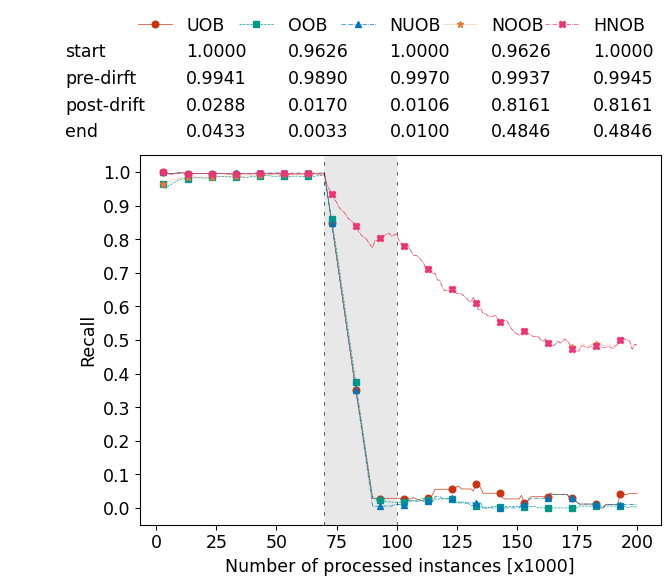 UOB OOB NUOB NOOB HNOB
start 1.0000 0.9626 1.0000 0.9626 1.0000
pre-dirft 0.9941 0.9890 0.9970 0.9937 0.9945
post-drift 0.0288 0.0170 0.0106 0.8161 0.8161
end 0.0433 0.0033 0.0100 0.4846 0.4846
1.0
0.9
0.8
0.7
0.6
0.5
0.4
0.3
0.2
0.1
0.0
Recall
0 25 50 75 100 125 150 175 200
Number of processed instances [x1000]